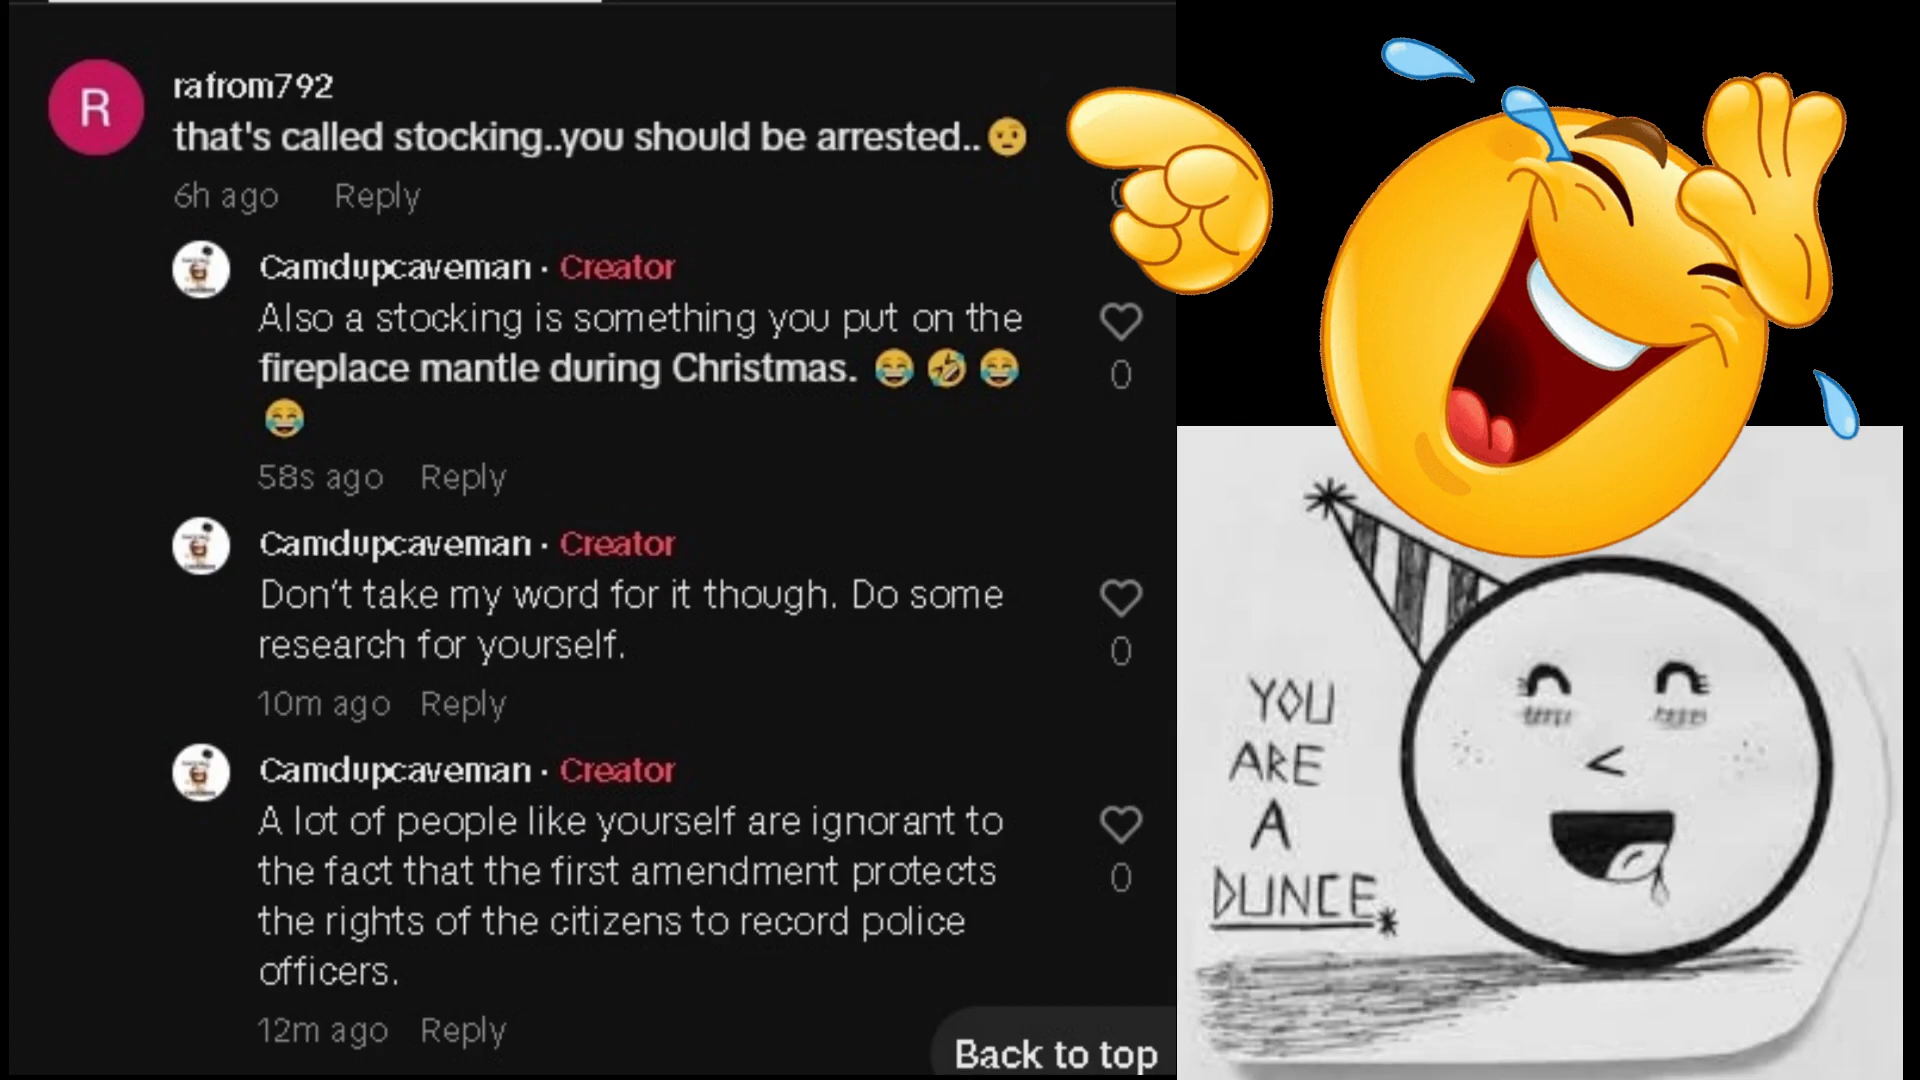 R
rafrom792
that's called stocking..you should be arrested..🤨
6h ago Reply
0
Camdupcaveman · Creator
Also a stocking is something you put on the
fireplace mantle during Christmas. 😂 🤣 😂
😂
0
58s ago Reply
Camdupcaveman · Creator
Don't take my word for it though. Do some
research for yourself.
0
10m ago Reply
Camdupcaveman · Creator
A lot of people like yourself are ignorant to
the fact that the first amendment protects
the rights of the citizens to record police
officers.
0
12m ago Reply
Back to top
YOU
ARE
A
DUNCE